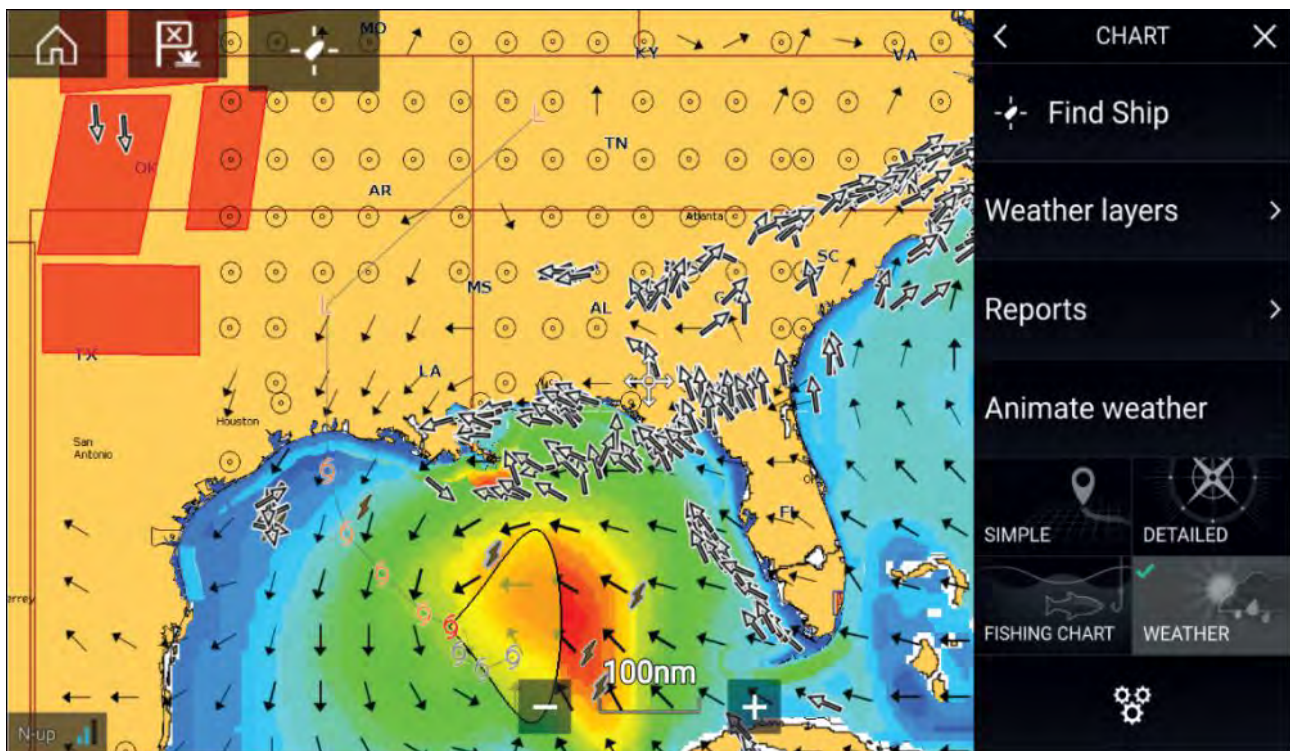 MO
KY
VA
OK
TN
AR
Atlanta
SC
MS
AL
G
TX
LA
Houston
San
Antonio
FL
errey
100nm
N-up
L
L
CHART
Find Ship
Weather layers
Reports
Animate weather
SIMPLE
DETAILED
FISHING CHART
WEATHER